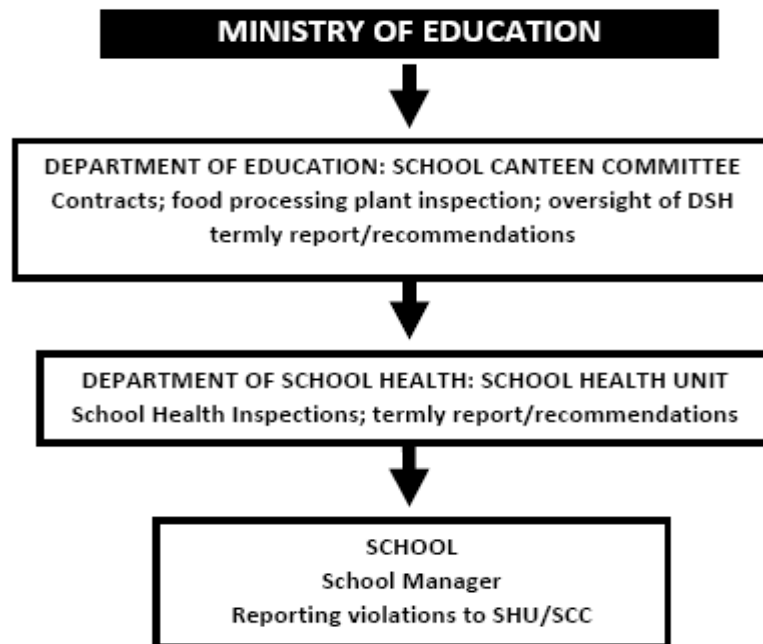 MINISTRY OF EDUCATION
DEPARTMENT OF EDUCATION: SCHOOL CANTEEN COMMITTEE
Contracts; food processing plant inspection; oversight of DSH
termly report/recommendations
DEPARTMENT OF SCHOOL HEALTH: SCHOOL HEALTH UNIT
School Health Inspections; termly report/recommendations
SCHOOL
School Manager
Reporting violations to SHU/SCC